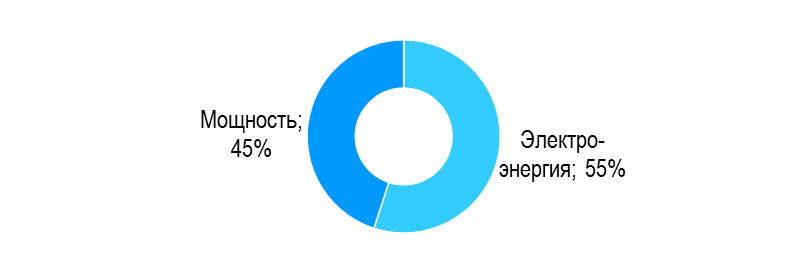 Мощность;
45%
Электро-
энергия; 55%